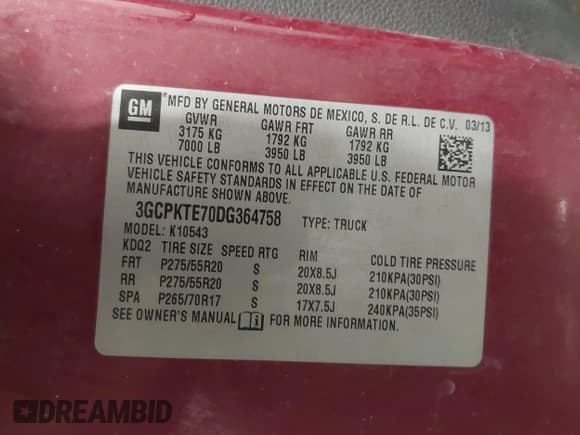 GM *MFD BY GENERAL MOTORS DE MEXICO, S. DE R.L. DE C.V. 03/13
GVWR GAWR FRT GAWR RR
3175 KG 1792 KG 1792 KG
7000 LB 3950 LB 3950 LB
THIS VEHICLE CONFORMS TO ALL APPLICABLE U.S. FEDERAL MOTOR
VEHICLE SAFETY STANDARDS IN EFFECT ON THE DATE OF
MANUFACTURE SHOWN ABOVE.
3GCPKTE70DG364758 TYPE: TRUCK
MODEL: K10543
KDQ2 TIRE SIZE SPEED RTG RIM COLD TIRE PRESSURE
FRT P275/55R20 S 20X8.5J 210KPA(30PSI)
RR P275/55R20 S 20X8.5J 210KPA(30PSI)
SPA P265/70R17 S 17X7.5J 240KPA(35PSI)
SEE OWNER'S MANUAL FOR MORE INFORMATION.
DREAMBID